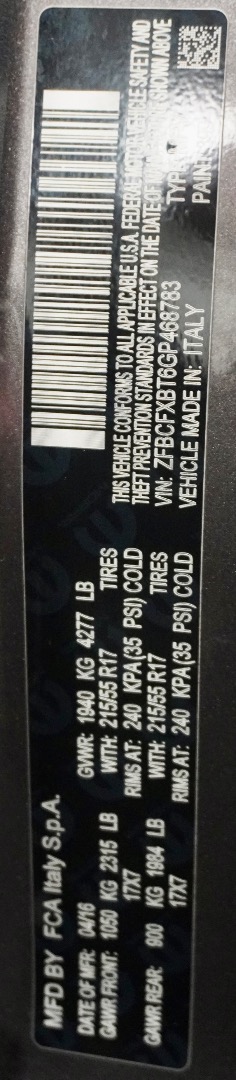 MFD BY FCA Italy S.p.A.
DATE OF MFR: 04/16 GVWR: 1940 KG 4277 LB
GAWR FRONT: 1050 KG 2315 LB WITH: 215/55 R17 TIRES
17X7 RIMS AT: 240 KPA (35 PSI) COLD
GAWR REAR: 900 KG 1984 LB WITH: 215/55 R17 TIRES
17X7 RIMS AT: 240 KPA (35 PSI) COLD
THIS VEHICLE CONFORMS TO ALL APPLICABLE U.S.A. FEDERAL MOTOR VEHICLE SAFETY AND
THEFT PREVENTION STANDARDS IN EFFECT ON THE DATE OF SHOWN ABOVE
VIN: ZFBCFXBT6GP468783 TYP
VEHICLE MADE IN: ITALY PAIN